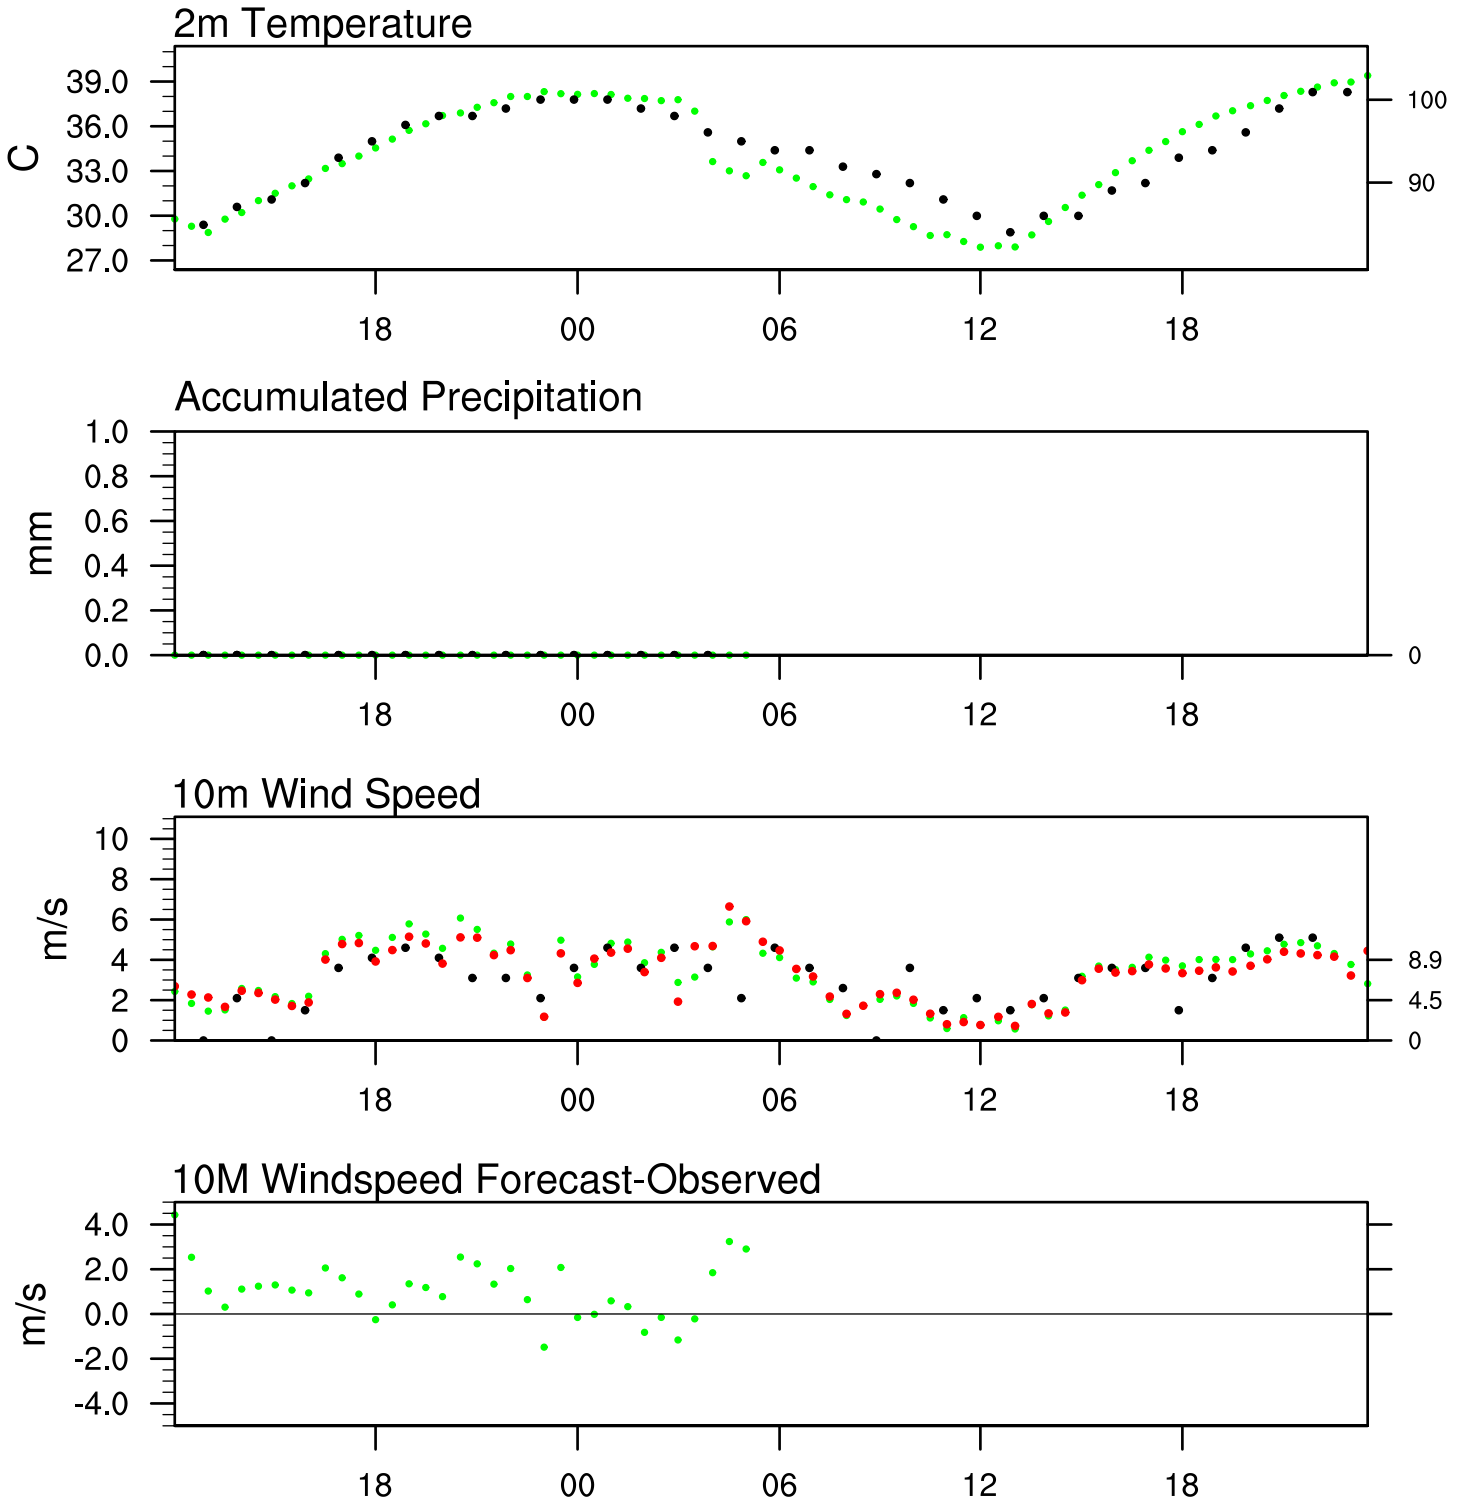 2m Temperature
39.0
36.0
33.0
30.0
27.0
C
100
90
18 00 06 12 18
Accumulated Precipitation
1.0
0.8
0.6
0.4
0.2
0.0
mm
0
18 00 06 12 18
10m Wind Speed
10
8
6
4
2
0
m/s
8.9
4.5
0
18 00 06 12 18
10M Windspeed Forecast-Observed
4.0
2.0
0.0
-2.0
-4.0
m/s
18 00 06 12 18